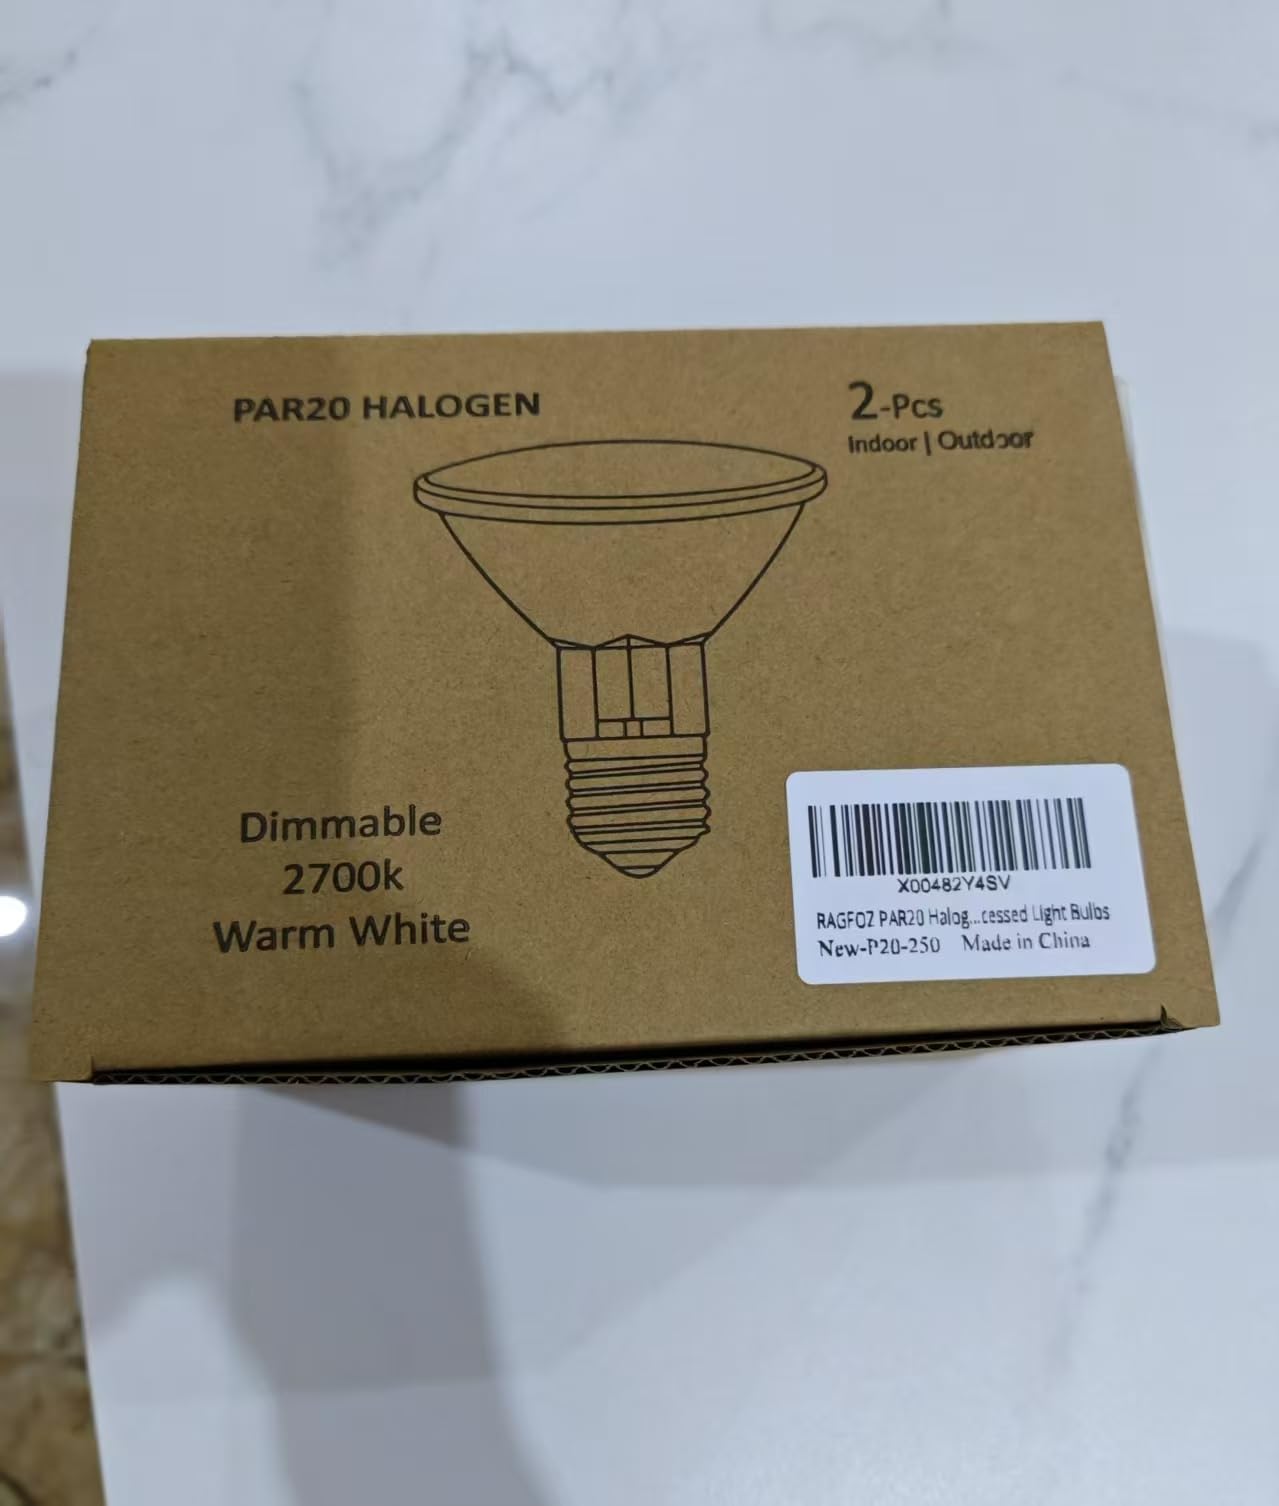 PAR20 HALOGEN
2-Pcs
Indoor | Outdoor
Dimmable
2700k
Warm White
X00482Y4SV
RAGFOZ PAR20 Halog...cessed Light Bulbs
New-P20-250 Made in China